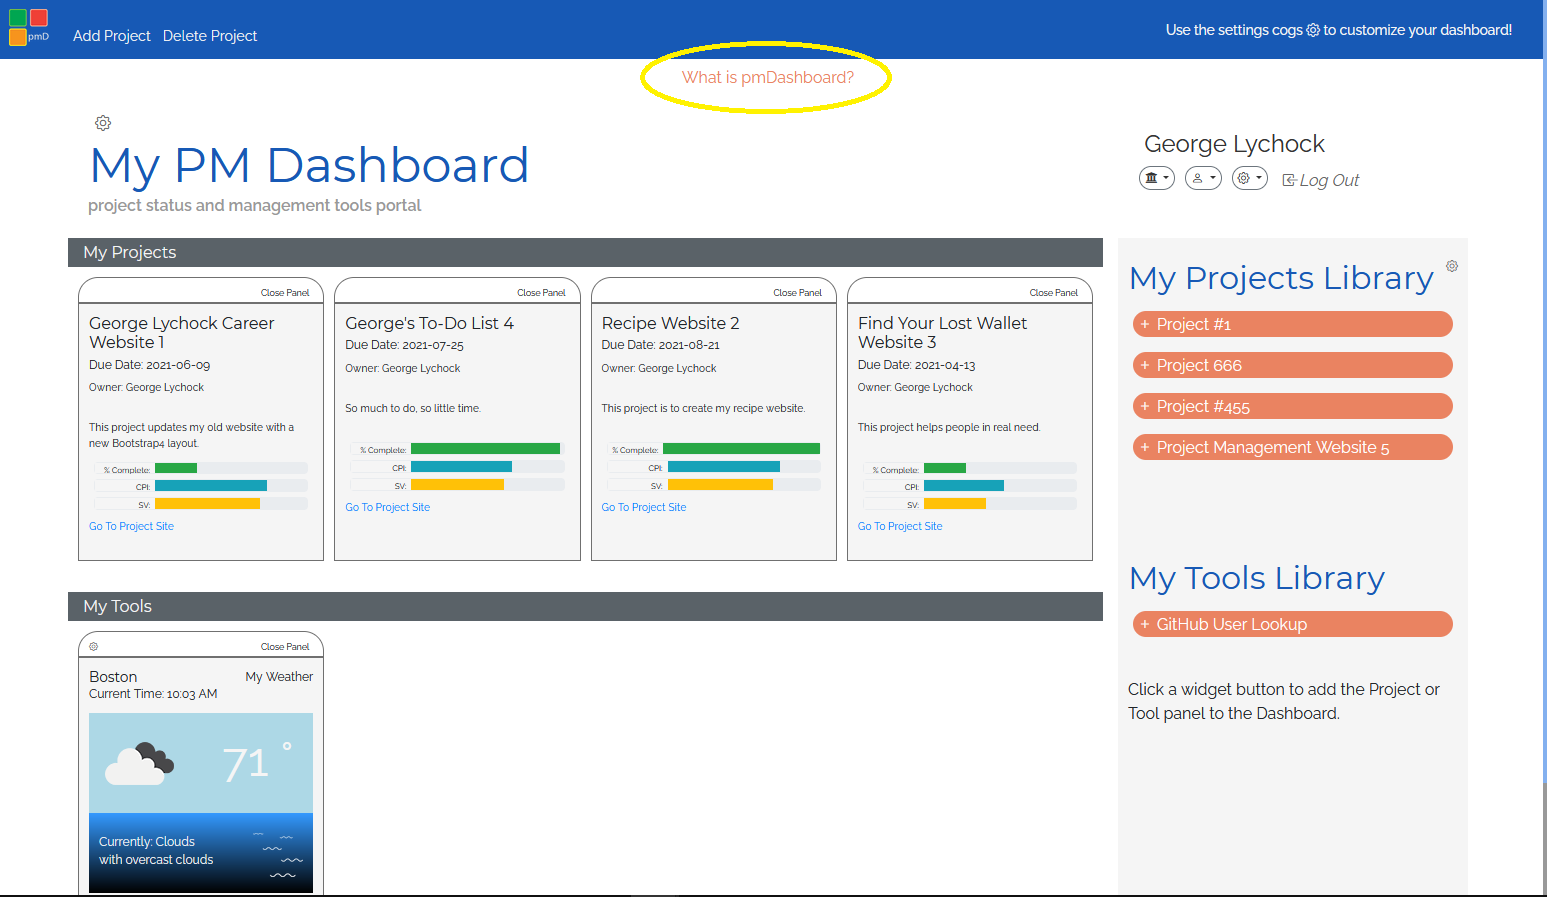 pmD
Add Project Delete Project
Use the settings cogs to customize your dashboard!
What is pmDashboard?
My PM Dashboard
project status and management tools portal
George Lychock
Log Out
My Projects
Close Panel
George Lychock Career
Website 1
Due Date: 2021-06-09
Owner: George Lychock
This project updates my old website with a
new Bootstrap4 layout.
% Complete:
CPI:
SV:
Go To Project Site
Close Panel
George's To-Do List 4
Due Date: 2021-07-25
Owner: George Lychock
So much to do, so little time.
% Complete:
CPI:
SV:
Go To Project Site
Close Panel
Recipe Website 2
Due Date: 2021-08-21
Owner: George Lychock
This project is to create my recipe website.
% Complete:
CPI:
SV:
Go To Project Site
Close Panel
Find Your Lost Wallet
Website 3
Due Date: 2021-04-13
Owner: George Lychock
This project helps people in real need.
% Complete:
CPI:
SV:
Go To Project Site
My Tools
Close Panel
Boston My Weather
Current Time: 10:03 AM
71 °
Currently: Clouds
with overcast clouds
My Projects Library
+ Project #1
+ Project 666
+ Project #455
+ Project Management Website 5
My Tools Library
+ GitHub User Lookup
Click a widget button to add the Project or
Tool panel to the Dashboard.